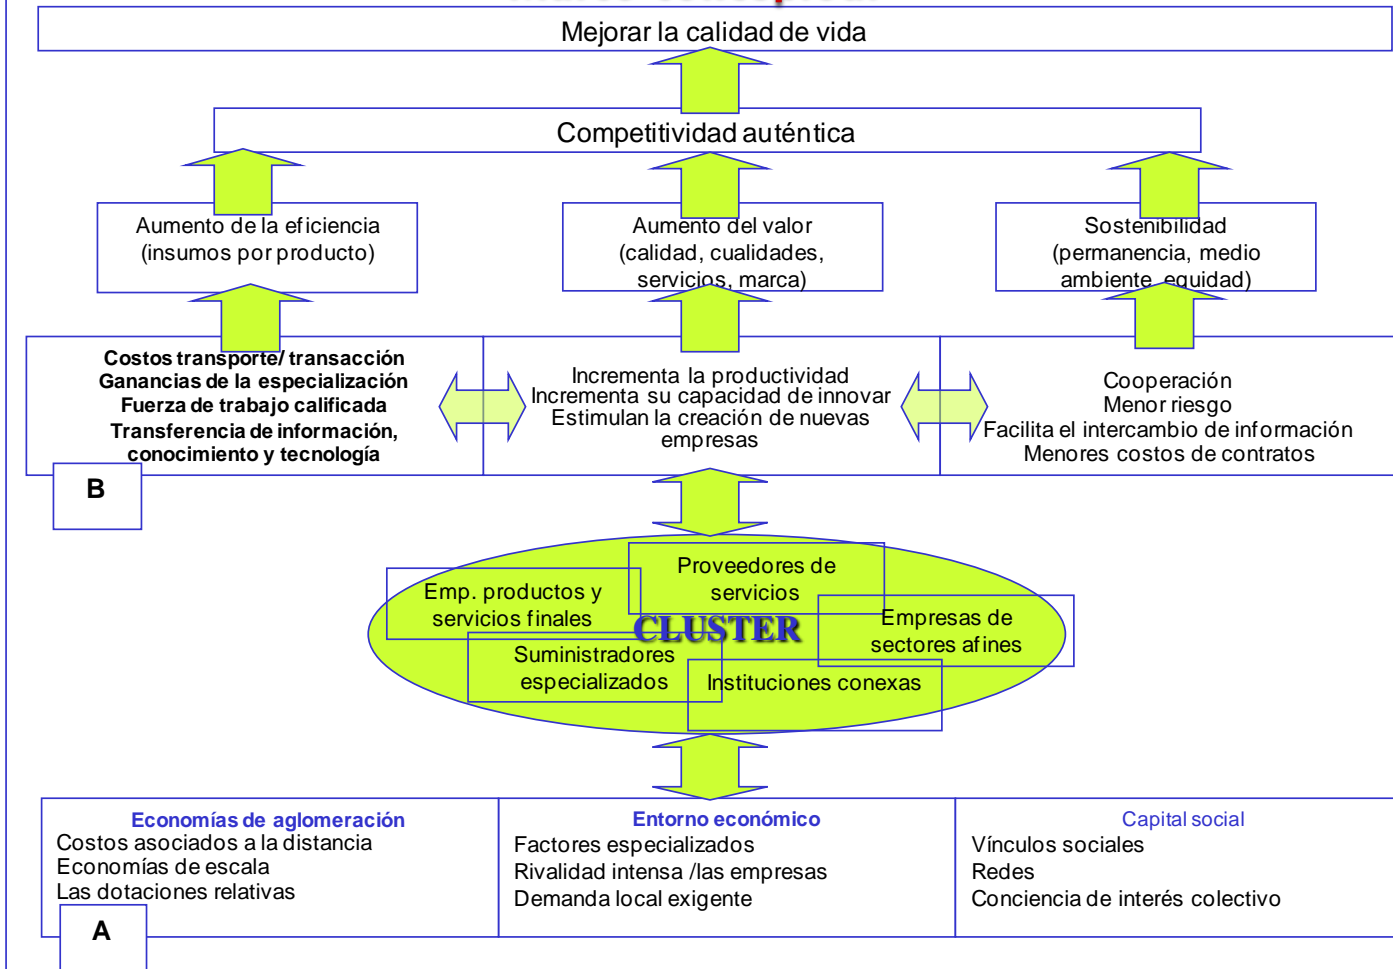 Mejorar la calidad de vida
Competitividad auténtica
Aumento de la eficiencia
(insumos por producto)
Aumento del valor
(calidad, cualidades,
servicios, marca)
Sostenibilidad
(permanencia, medio
ambiente, equidad)
Costos transporte/ transacción
Ganancias de la especialización
Fuerza de trabajo calificada
Transferencia de información,
conocimiento y tecnología
Incrementa la productividad
Incrementa su capacidad de innovar
Estimulan la creación de nuevas
empresas
Cooperación
Menor riesgo
Facilita el intercambio de información
Menores costos de contratos
B
Proveedores de
servicios
Emp. productos y
servicios finales
CLUSTER
Empresas de
sectores afines
Suministradores
especializados
Instituciones conexas
Economías de aglomeración
Costos asociados a la distancia
Economías de escala
Las dotaciones relativas
Entorno económico
Factores especializados
Rivalidad intensa /las empresas
Demanda local exigente
Capital social
Vínculos sociales
Redes
Conciencia de interés colectivo
A